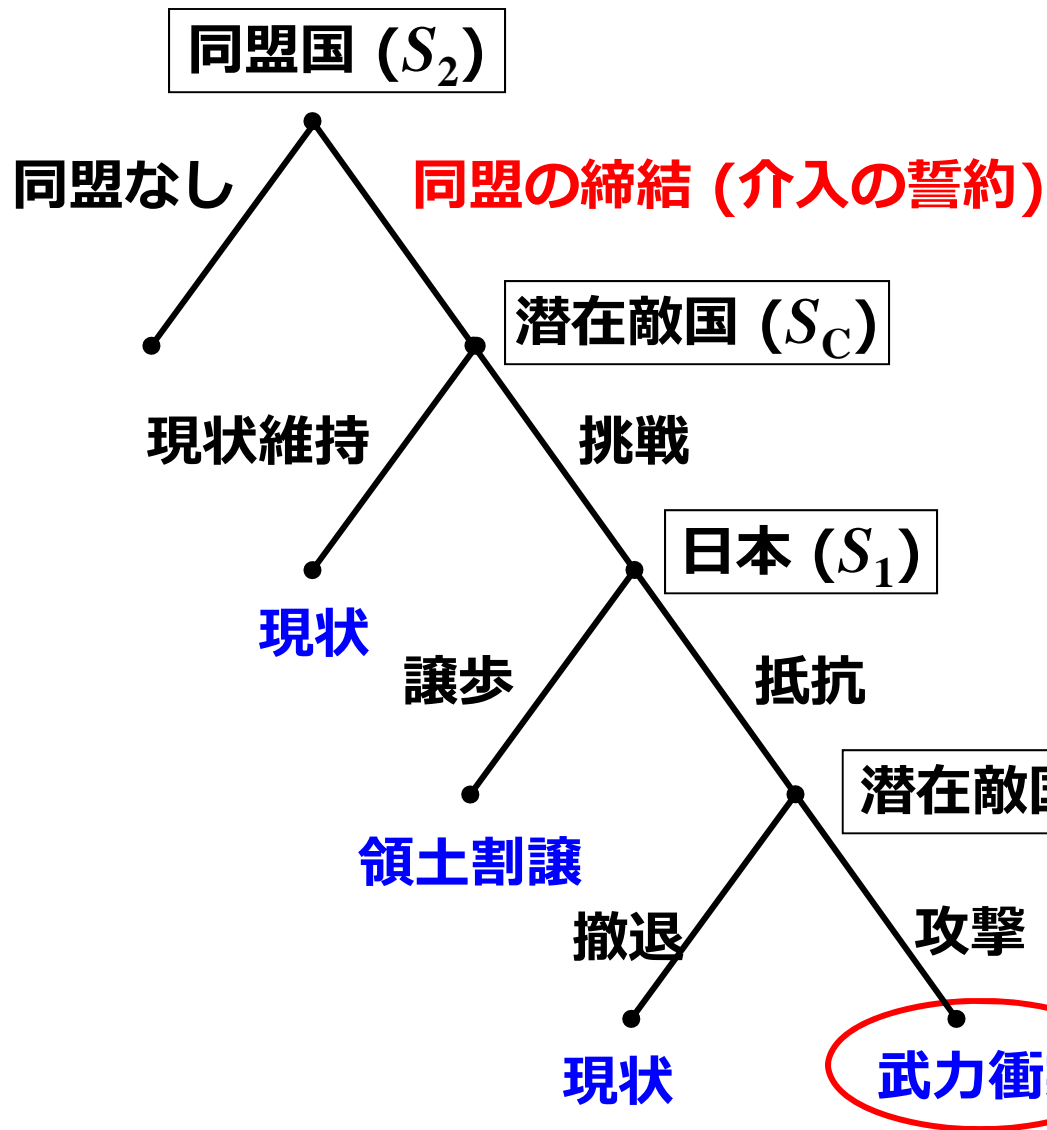 同盟国 (S2)
同盟なし
同盟の締結 (介入の誓約)
潜在敵国 (SC)
現状維持
挑戦
日本 (S1)
現状
譲歩
抵抗
潜在敵
領土割譲
撤退
攻撃
現状
武力衝